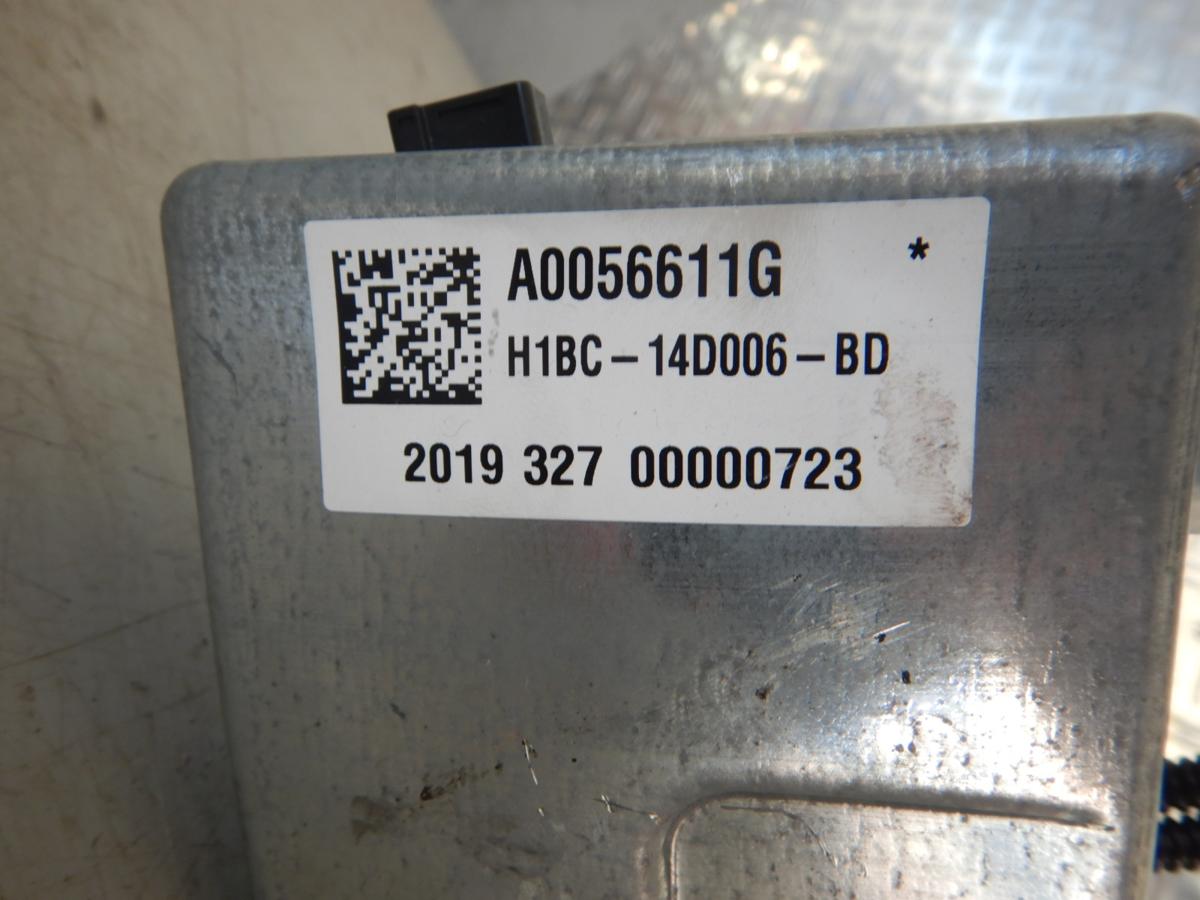 A0056611G *
H1BC-14D006-BD
2019 327 00000723